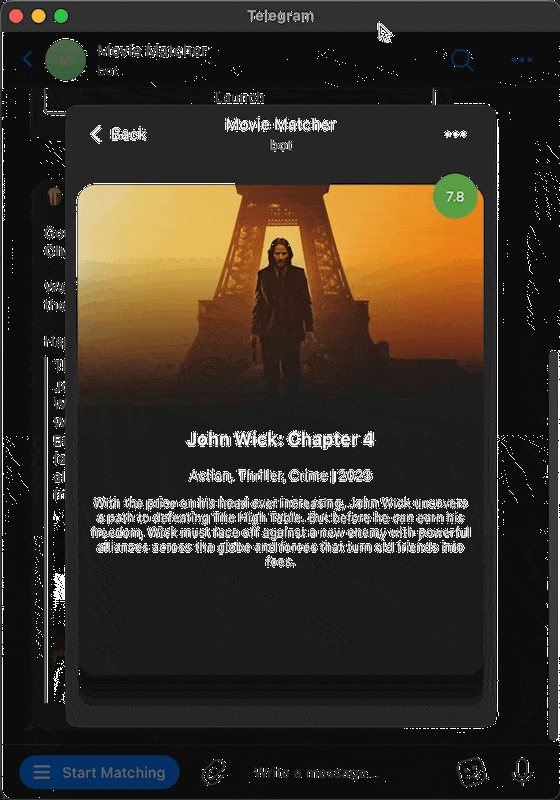 Telegram
Movie Matcher
bot
Launch
Back
Movie Matcher
bot
7.8
John Wick: Chapter 4
Action, Thriller, Crime | 2023
With the price on his head ever increasing, John Wick uncovers
a path to defeating The High Table. But before he can earn his
freedom, Wick must face off against a new enemy with powerful
alliances across the globe and forces that turn old friends into
foes.
Start Matching
Write a message...